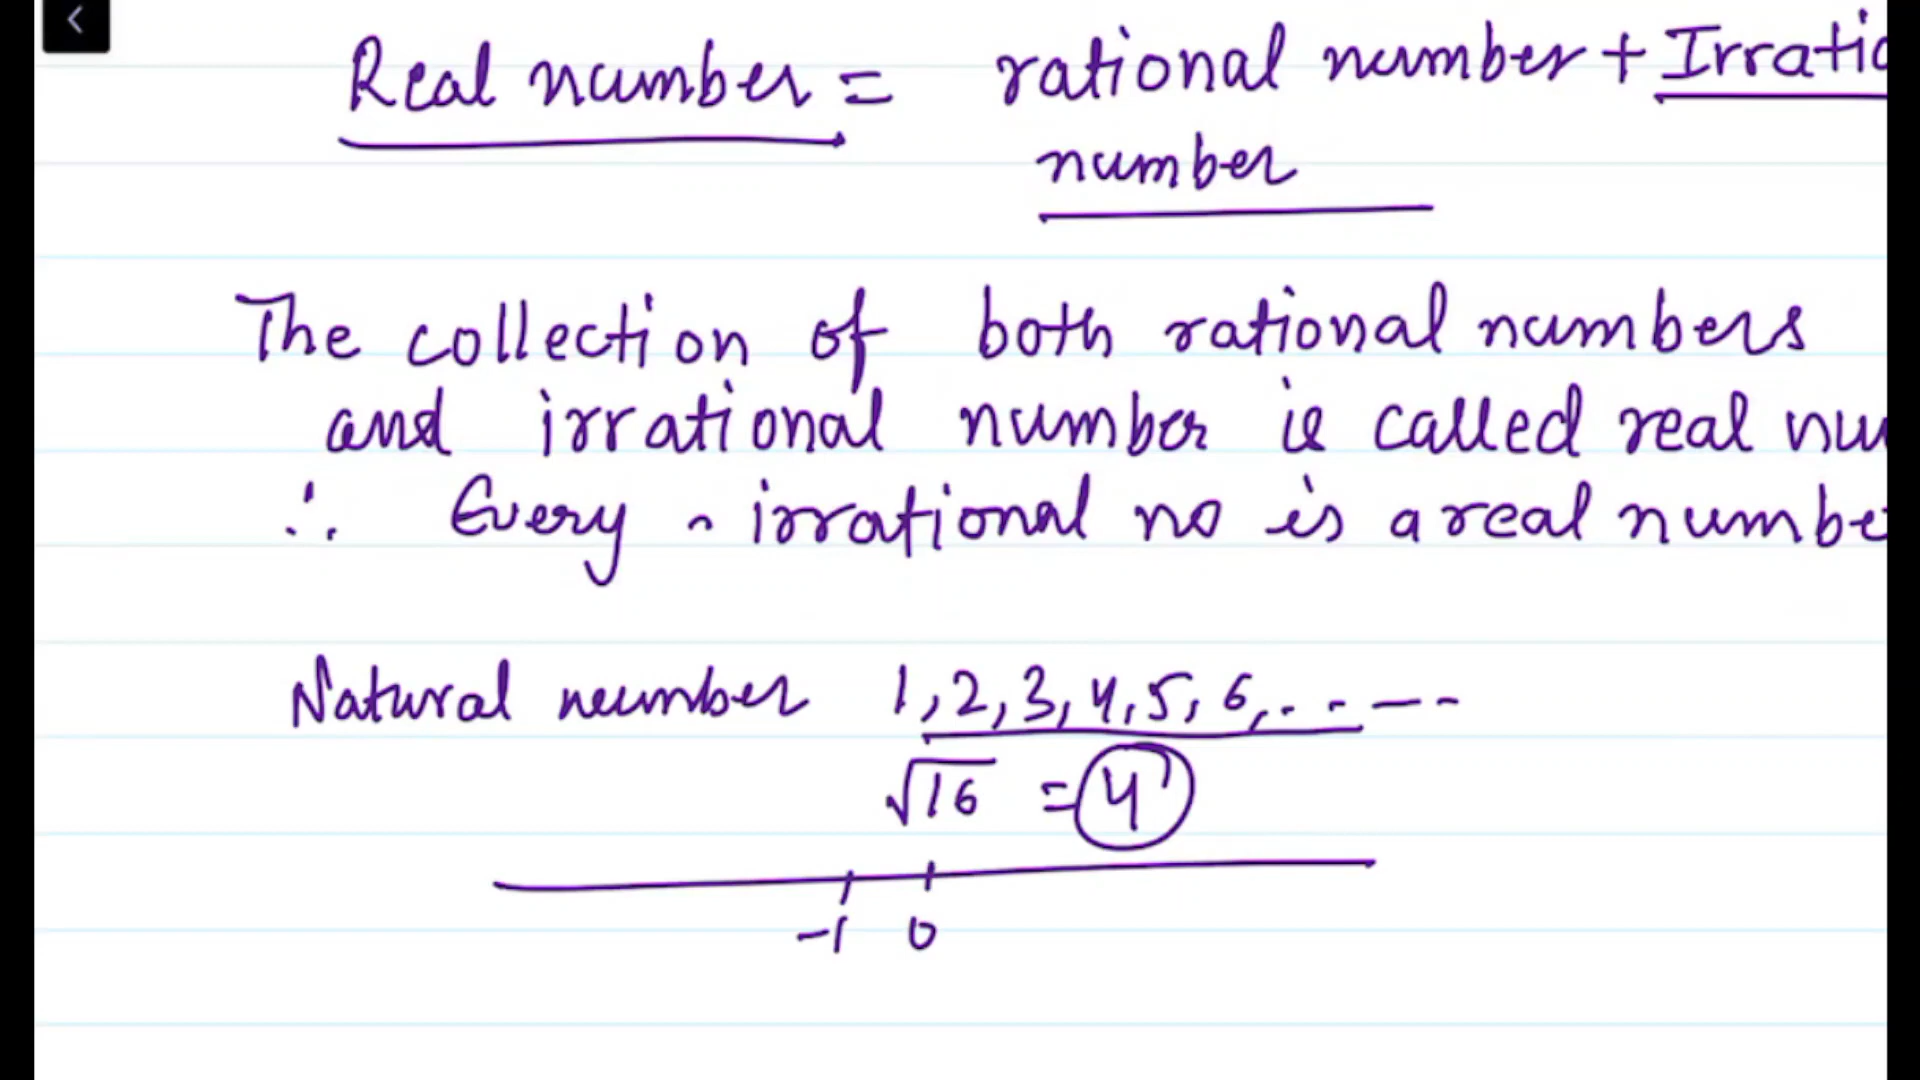 Real number = rational number + Irratio
number
The collection of both rational numbers
and irrational number is called real nu
∴ Every irrational no is a real numbe
Natural number 1, 2, 3, 4, 5, 6, . . - - -
√16 = 4
-1 0